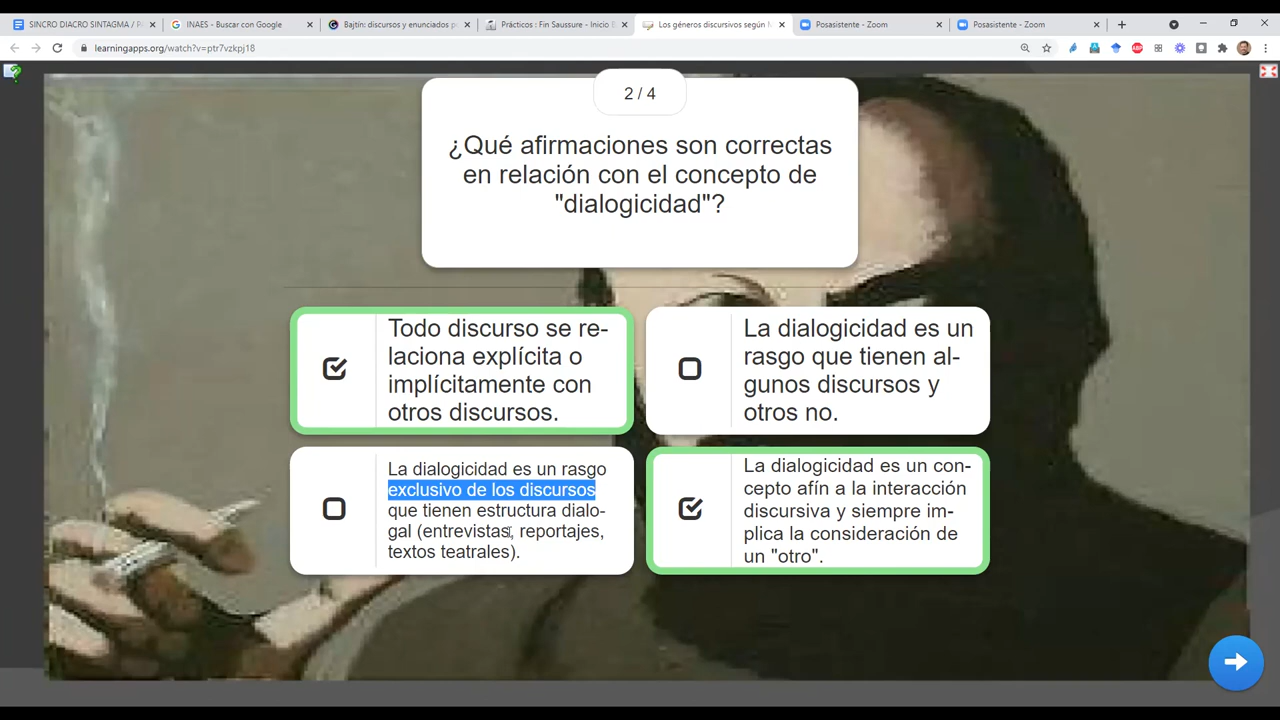 SINCRO DIACRO SINTAGMA / P
INAES - Buscar con Google
Bajtín: discursos y enunciados po
Prácticos : Fin Saussure - Inicio E
Los géneros discursivos según
Posasistente - Zoom
Posasistente - Zoom
learningapps.org/watch?v=ptr7vzkpj18
2 / 4
¿Qué afirmaciones son correctas
en relación con el concepto de
"dialogicidad"?
Todo discurso se re-
laciona explícita o
implícitamente con
otros discursos.
La dialogicidad es un
rasgo que tienen al-
gunos discursos y
otros no.
La dialogicidad es un rasgo
exclusivo de los discursos
que tienen estructura dialo-
gal (entrevistas, reportajes,
textos teatrales).
La dialogicidad es un con-
cepto afín a la interacción
discursiva y siempre im-
plica la consideración de
un "otro".